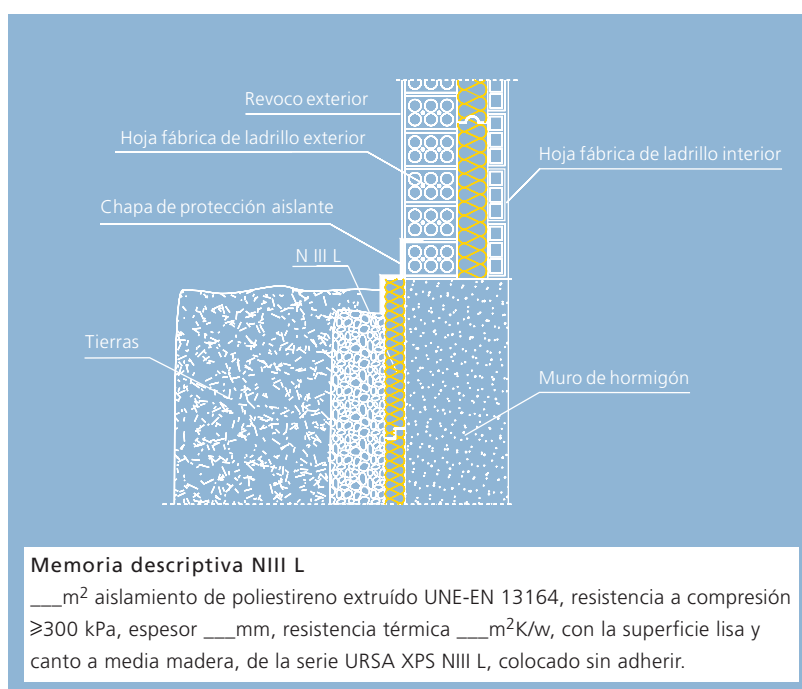 Revoco exterior
Hoja fábrica de ladrillo exterior
Hoja fábrica de ladrillo interior
Chapa de protección aislante
N III L
Tierras
Muro de hormigón
Memoria descriptiva NIII L
___m² aislamiento de poliestireno extruído UNE-EN 13164, resistencia a compresión
≥300 kPa, espesor ___mm, resistencia térmica ___m²K/w, con la superficie lisa y
canto a media madera, de la serie URSA XPS NIII L, colocado sin adherir.